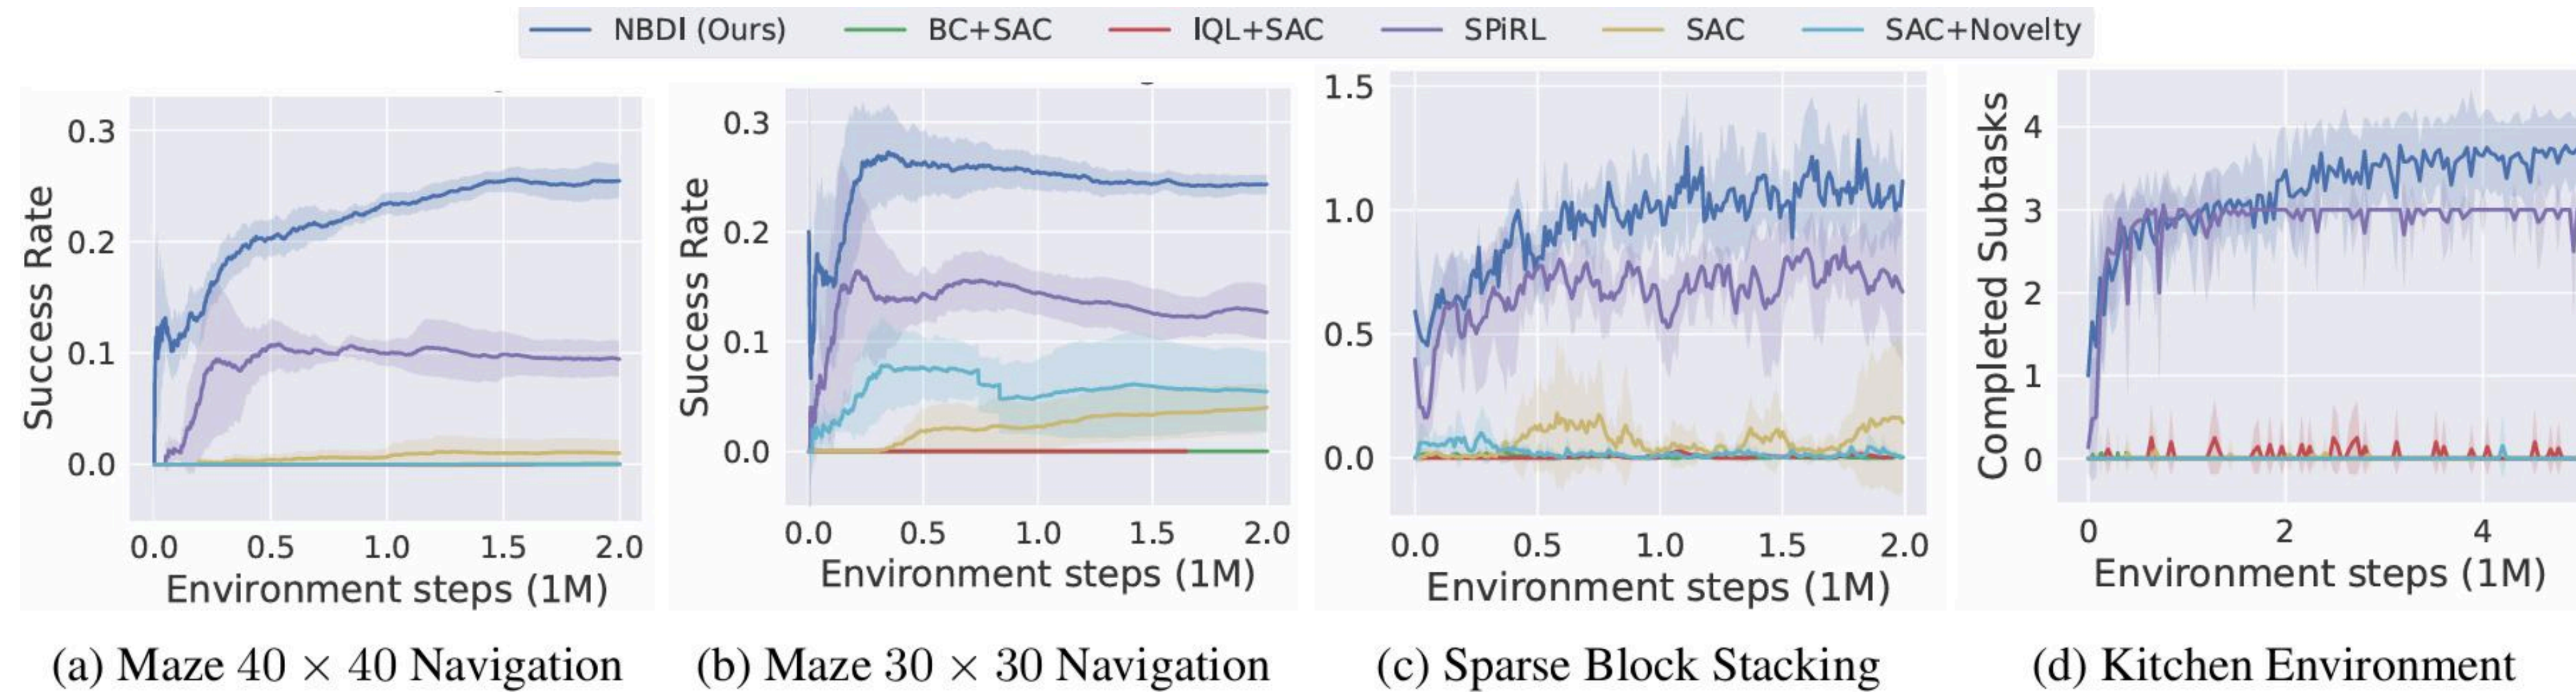 NBDI (Ours) BC+SAC IQL+SAC SPiRL SAC SAC+Novelty
Success Rate
0.3
0.2
0.1
0.0
0.0 0.5 1.0 1.5 2.0
Environment steps (1M)
(a) Maze 40 × 40 Navigation
Success Rate
0.3
0.2
0.1
0.0
0.0 0.5 1.0 1.5 2.0
Environment steps (1M)
(b) Maze 30 × 30 Navigation
1.5
1.0
0.5
0.0
0.0 0.5 1.0 1.5 2.0
Environment steps (1M)
(c) Sparse Block Stacking
Completed Subtasks
4
3
2
1
0
0 2 4
Environment steps (1M)
(d) Kitchen Environment